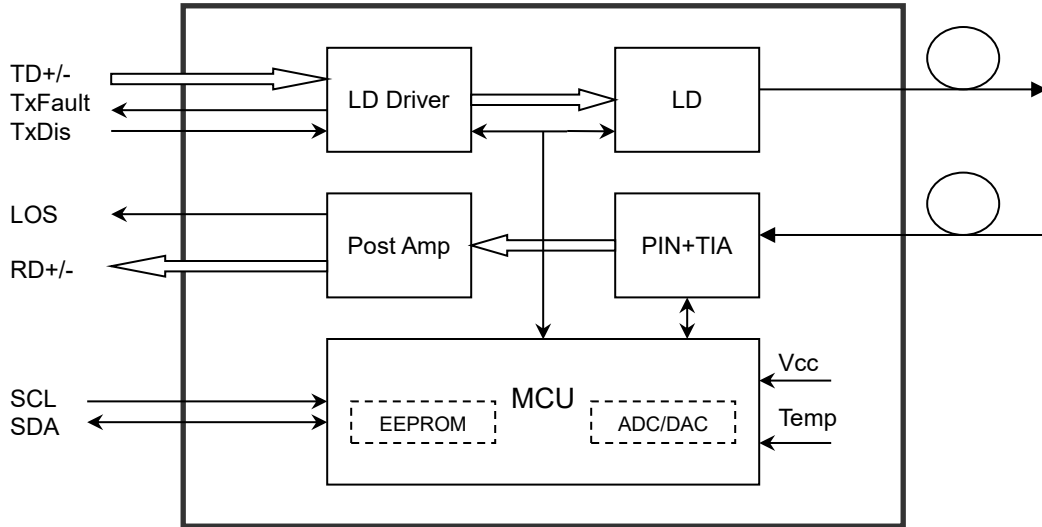 TD+/-
TxFault
TxDis
LD Driver
LD
LOS
RD+/-
Post Amp
PIN+TIA
SCL
SDA
MCU
EEPROM
ADC/DAC
Vcc
Temp